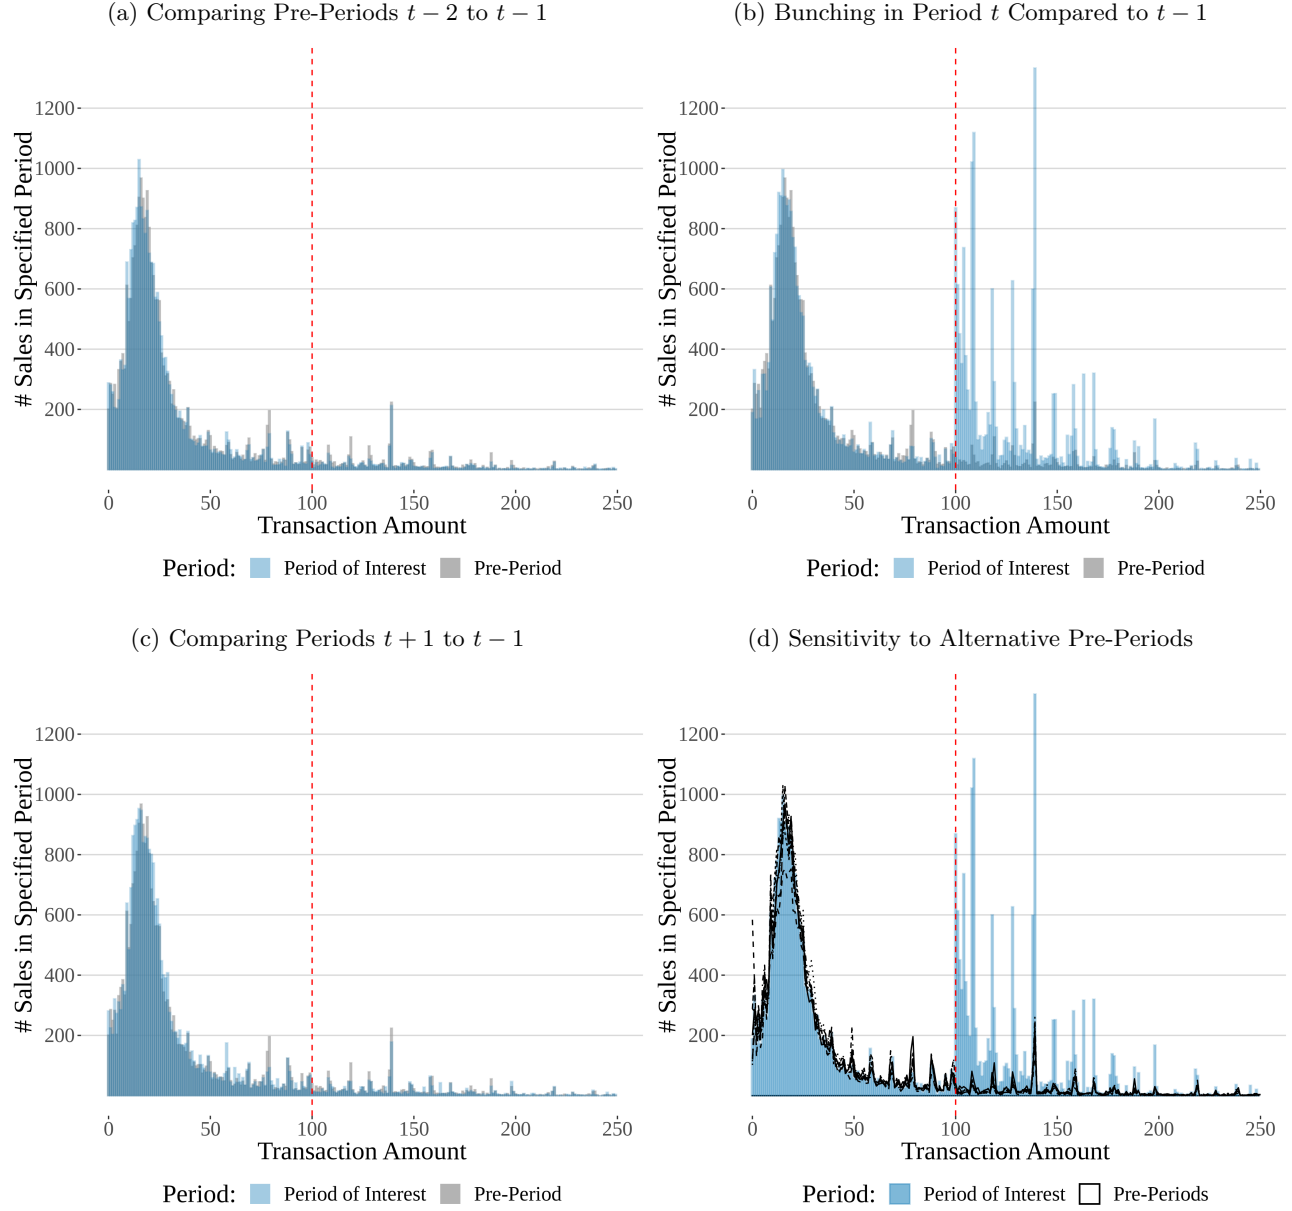 (a) Comparing Pre-Periods t − 2 to t − 1
# Sales in Specified Period
1200
1000
800
600
400
200
0 50 100 150 200 250
Transaction Amount
Period: Period of Interest Pre-Period
(b) Bunching in Period t Compared to t − 1
# Sales in Specified Period
1200
1000
800
600
400
200
0 50 100 150 200 250
Transaction Amount
Period: Period of Interest Pre-Period
(c) Comparing Periods t + 1 to t − 1
# Sales in Specified Period
1200
1000
800
600
400
200
0 50 100 150 200 250
Transaction Amount
Period: Period of Interest Pre-Period
(d) Sensitivity to Alternative Pre-Periods
# Sales in Specified Period
1200
1000
800
600
400
200
0 50 100 150 200 250
Transaction Amount
Period: Period of Interest Pre-Periods